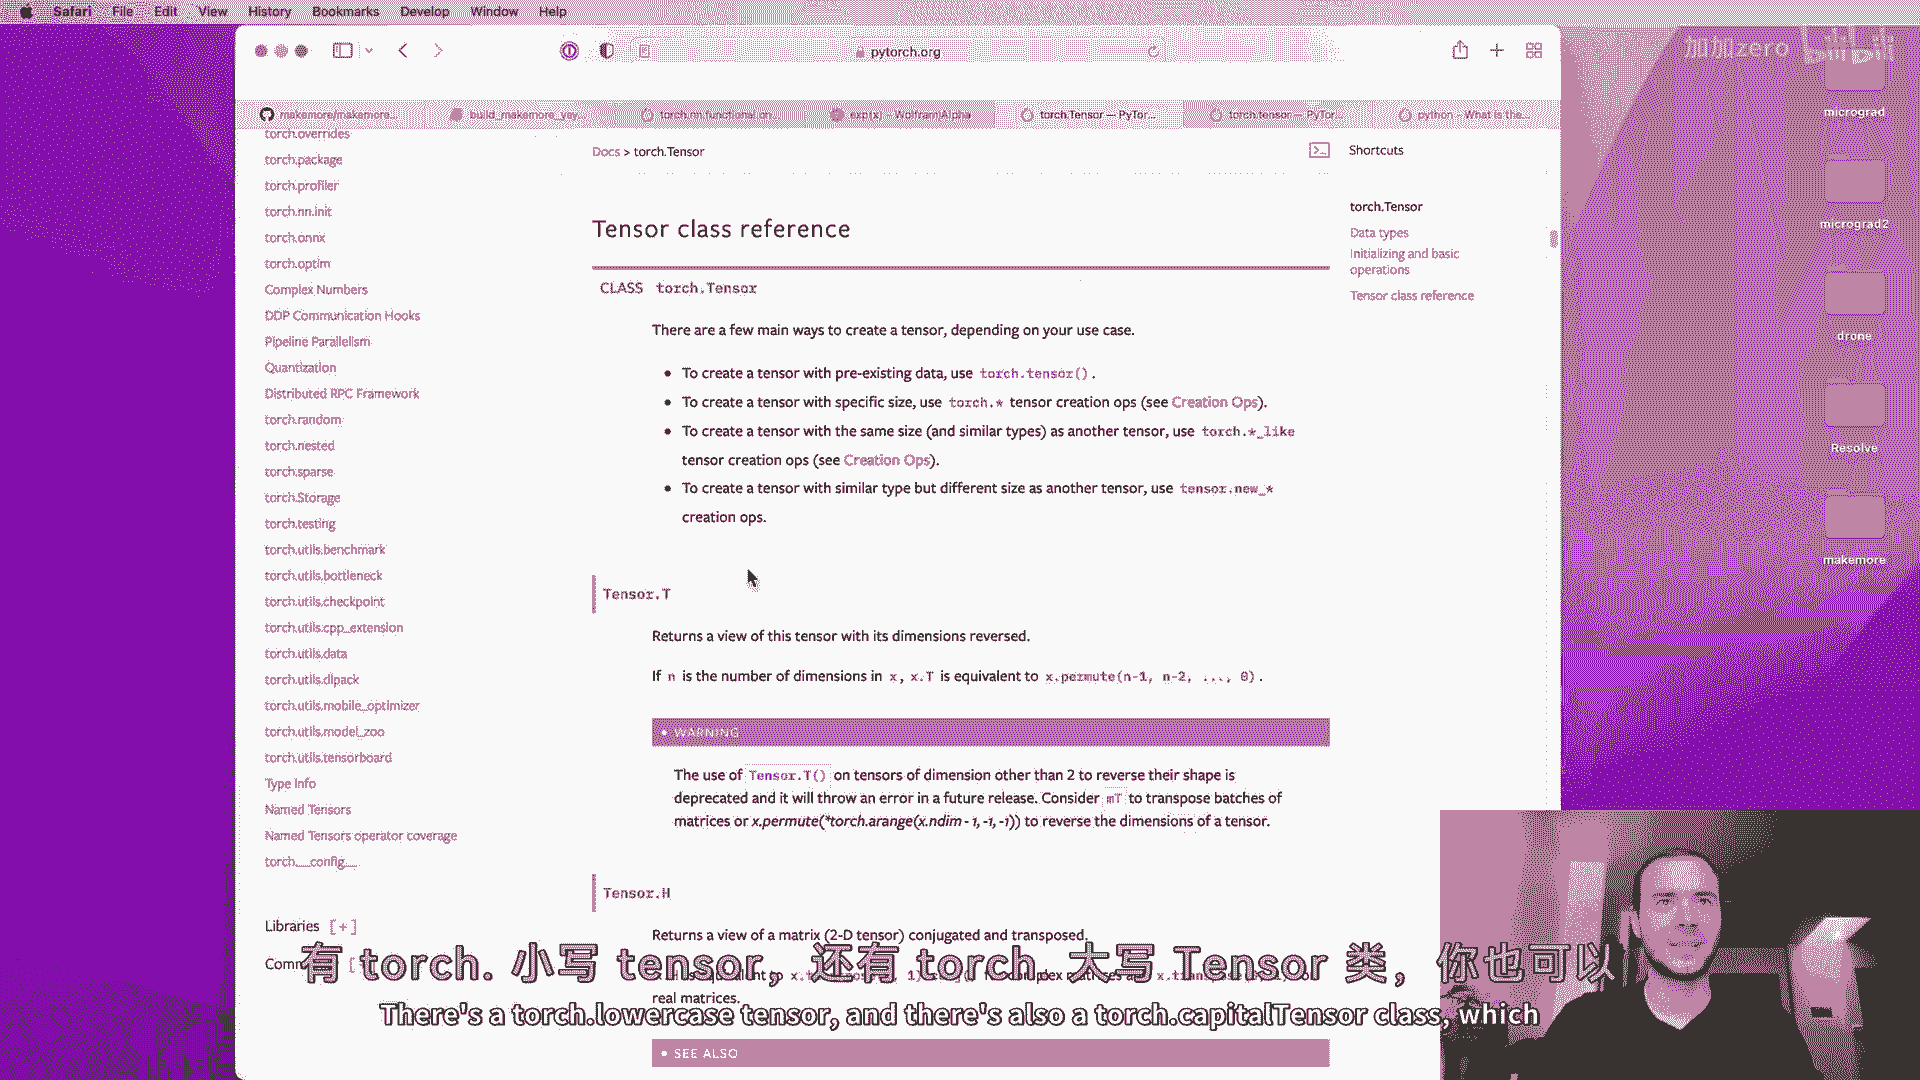 Safari File Edit View History Bookmarks Develop Window Help
pytorch.org
加加zero bilibili
makemore/makemore...
build_makemore_yay...
torch.nn.functional.on...
exp(x) - Wolfram|Alpha
torch.Tensor — PyTor...
torch.tensor — PyTor...
python - What is the...
torch.overrides
torch.package
torch.profiler
torch.nn.init
torch.onnx
torch.optim
Complex Numbers
DDP Communication Hooks
Pipeline Parallelism
Quantization
Distributed RPC Framework
torch.random
torch.nested
torch.sparse
torch.Storage
torch.testing
torch.utils.benchmark
torch.utils.bottleneck
torch.utils.checkpoint
torch.utils.cpp_extension
torch.utils.data
torch.utils.dlpack
torch.utils.mobile_optimizer
torch.utils.model_zoo
torch.utils.tensorboard
Type Info
Named Tensors
Named Tensors operator coverage
torch.__config__
Libraries [+]
Docs > torch.Tensor
Tensor class reference
CLASS torch.Tensor
There are a few main ways to create a tensor, depending on your use case.
• To create a tensor with pre-existing data, use torch.tensor().
• To create a tensor with specific size, use torch.* tensor creation ops (see Creation Ops).
• To create a tensor with the same size (and similar types) as another tensor, use torch.*_like
tensor creation ops (see Creation Ops).
• To create a tensor with similar type but different size as another tensor, use tensor.new_*
creation ops.
Tensor.T
Returns a view of this tensor with its dimensions reversed.
If n is the number of dimensions in x, x.T is equivalent to x.permute(n-1, n-2, ..., 0).
• WARNING
The use of Tensor.T() on tensors of dimension other than 2 to reverse their shape is
deprecated and it will throw an error in a future release. Consider mT to transpose batches of
matrices or x.permute(*torch.arange(x.ndim - 1, -1, -1)) to reverse the dimensions of a tensor.
Tensor.H
Returns a view of a matrix (2-D tensor) conjugated and transposed.
real matrices.
• SEE ALSO
Shortcuts
torch.Tensor
Data types
Initializing and basic
operations
Tensor class reference
micrograd
micrograd2
drone
Resolve
makemore
有 torch. 小写 tensor，还有 torch. 大写 Tensor 类，你也可以
There's a torch.lowercase tensor, and there's also a torch.capitalTensor class, which